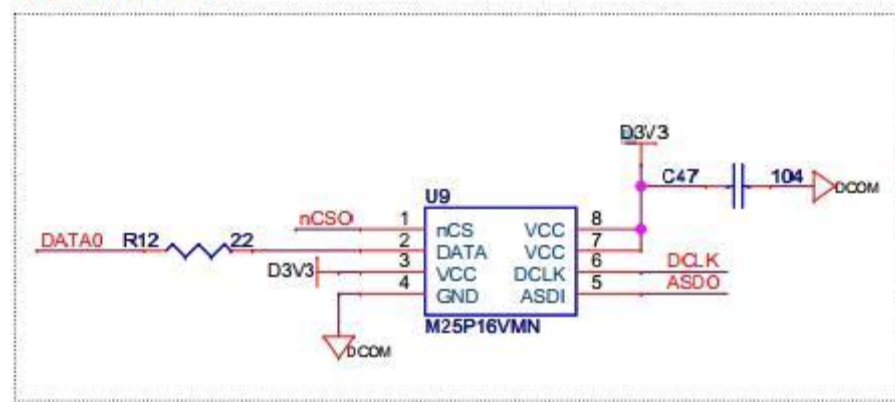 D3V3
C47 104 DCOM
U9
nCSO 1 nCS VCC 8
DATA0 R12 22 2 DATA VCC 7
D3V3 3 VCC DCLK 6 DCLK
4 GND ASDI 5 ASDO
M25P16VMN
DCOM